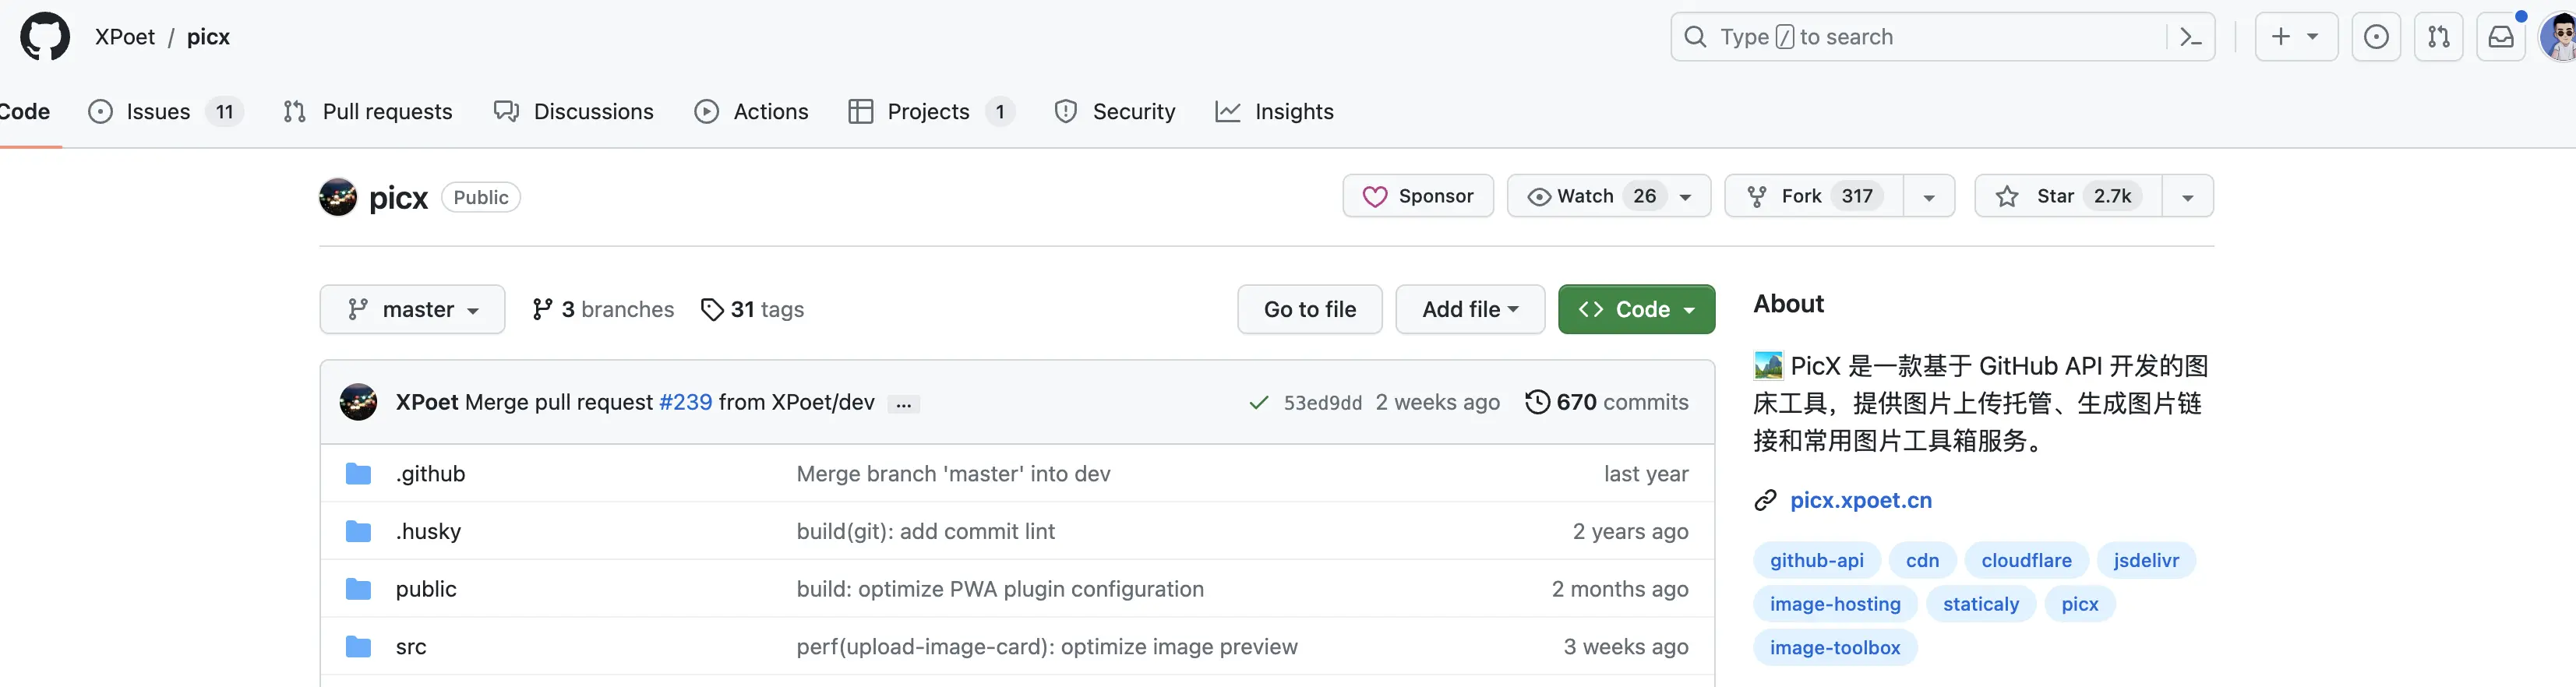 XPoet / picx
Type / to search
Code Issues 11 Pull requests Discussions Actions Projects 1 Security Insights
picx Public
Sponsor Watch 26 Fork 317 Star 2.7k
master 3 branches 31 tags
Go to file Add file <> Code
XPoet Merge pull request #239 from XPoet/dev ... 53ed9dd 2 weeks ago 670 commits
.github Merge branch 'master' into dev last year
.husky build(git): add commit lint 2 years ago
public build: optimize PWA plugin configuration 2 months ago
src perf(upload-image-card): optimize image preview 3 weeks ago
About
PicX 是一款基于 GitHub API 开发的图
床工具，提供图片上传托管、生成图片链
接和常用图片工具箱服务。
picx.xpoet.cn
github-api cdn cloudflare jsdelivr
image-hosting staticaly picx
image-toolbox